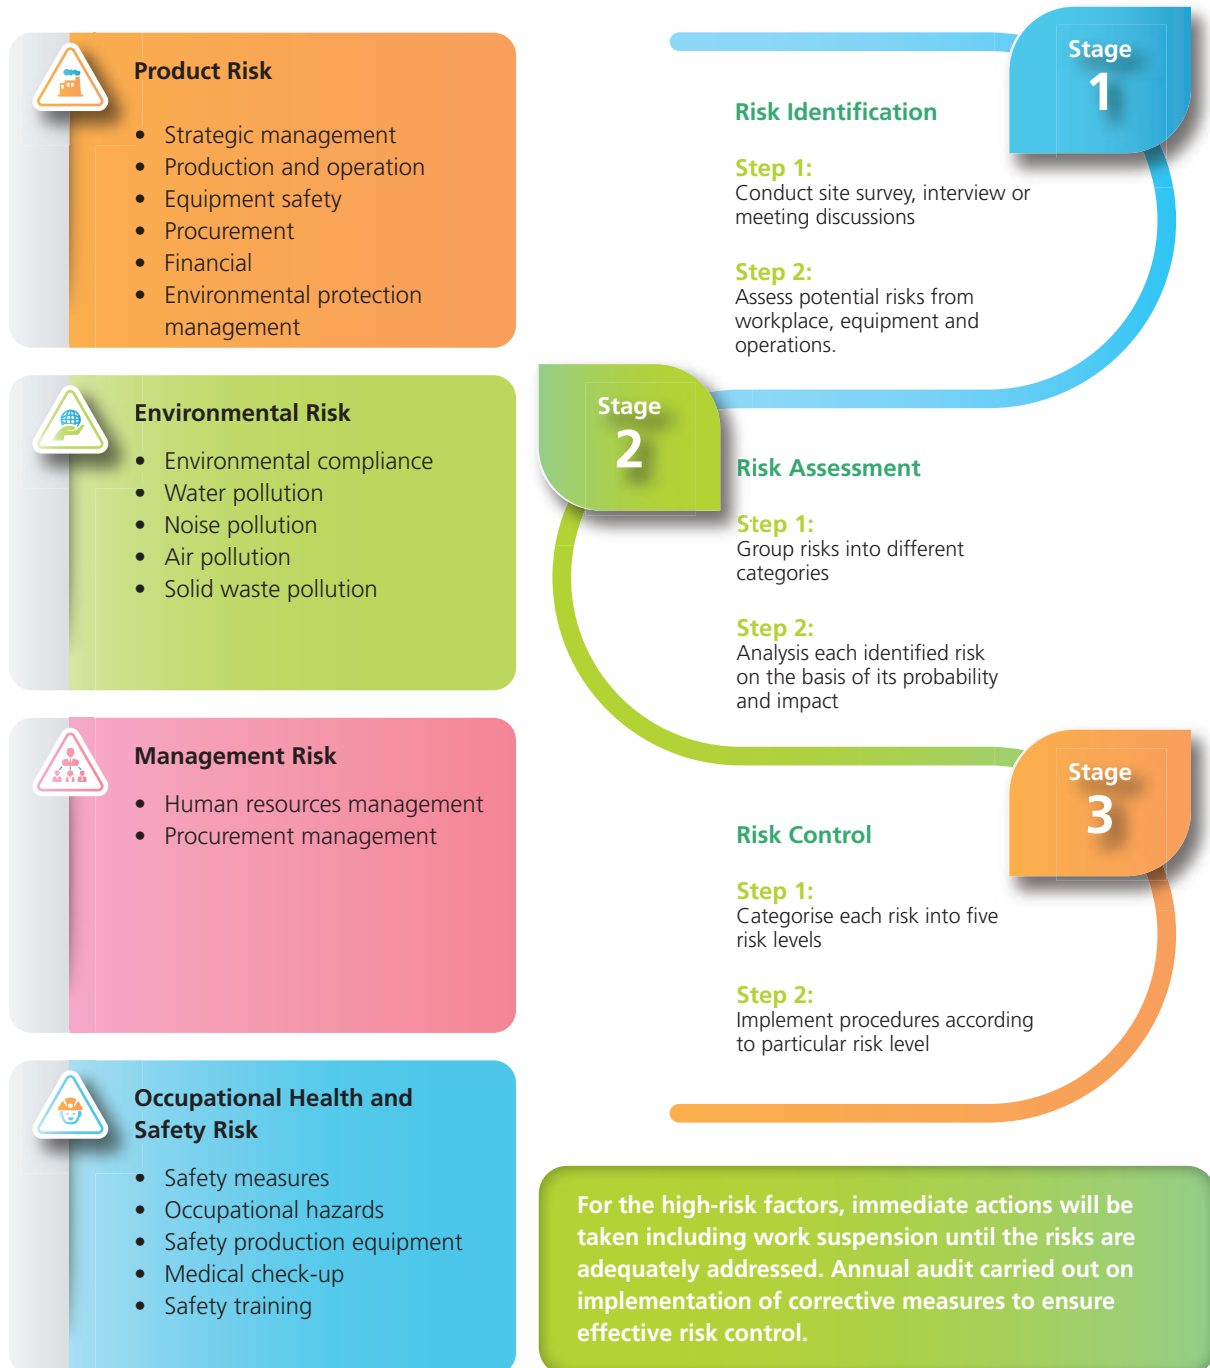 Product Risk
• Strategic management
• Production and operation
• Equipment safety
• Procurement
• Financial
• Environmental protection
management
Environmental Risk
• Environmental compliance
• Water pollution
• Noise pollution
• Air pollution
• Solid waste pollution
Management Risk
• Human resources management
• Procurement management
Occupational Health and
Safety Risk
• Safety measures
• Occupational hazards
• Safety production equipment
• Medical check-up
• Safety training
Stage
1
Risk Identification
Step 1:
Conduct site survey, interview or
meeting discussions
Step 2:
Assess potential risks from
workplace, equipment and
operations.
Stage
2
Risk Assessment
Step 1:
Group risks into different
categories
Step 2:
Analysis each identified risk
on the basis of its probability
and impact
Stage
3
Risk Control
Step 1:
Categorise each risk into five
risk levels
Step 2:
Implement procedures according
to particular risk level
For the high-risk factors, immediate actions will be
taken including work suspension until the risks are
adequately addressed. Annual audit carried out on
implementation of corrective measures to ensure
effective risk control.